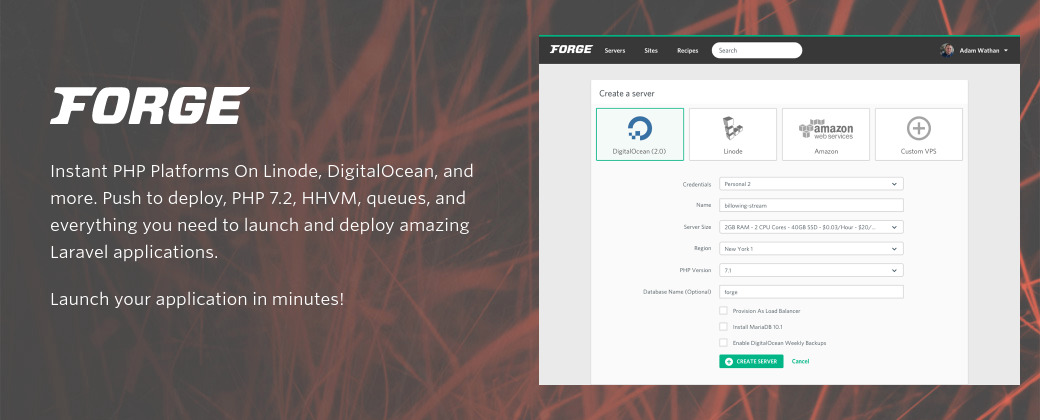 FORGE
Instant PHP Platforms On Linode, DigitalOcean, and
more. Push to deploy, PHP 7.2, HHVM, queues, and
everything you need to launch and deploy amazing
Laravel applications.
Launch your application in minutes!
FORGE Servers Sites Recipes Search Adam Wathan
Create a server
DigitalOcean (2.0) Linode amazon web services Amazon Custom VPS
Credentials Personal 2
Name billowing-stream
Server Size 2GB RAM - 2 CPU Cores - 40GB SSD - $0.03/Hour - $20/...
Region New York 1
PHP Version 7.1
Database Name (Optional) forge
Provision As Load Balancer
Install MariaDB 10.1
Enable DigitalOcean Weekly Backups
CREATE SERVER Cancel